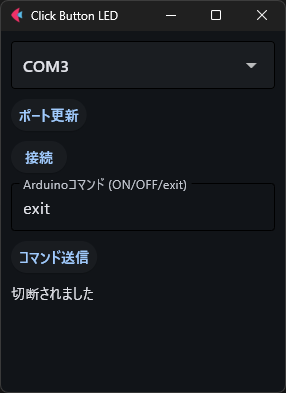 Click Button LED
COM3
ポート更新
接続
Arduinoコマンド (ON/OFF/exit)
exit
コマンド送信
切断されました